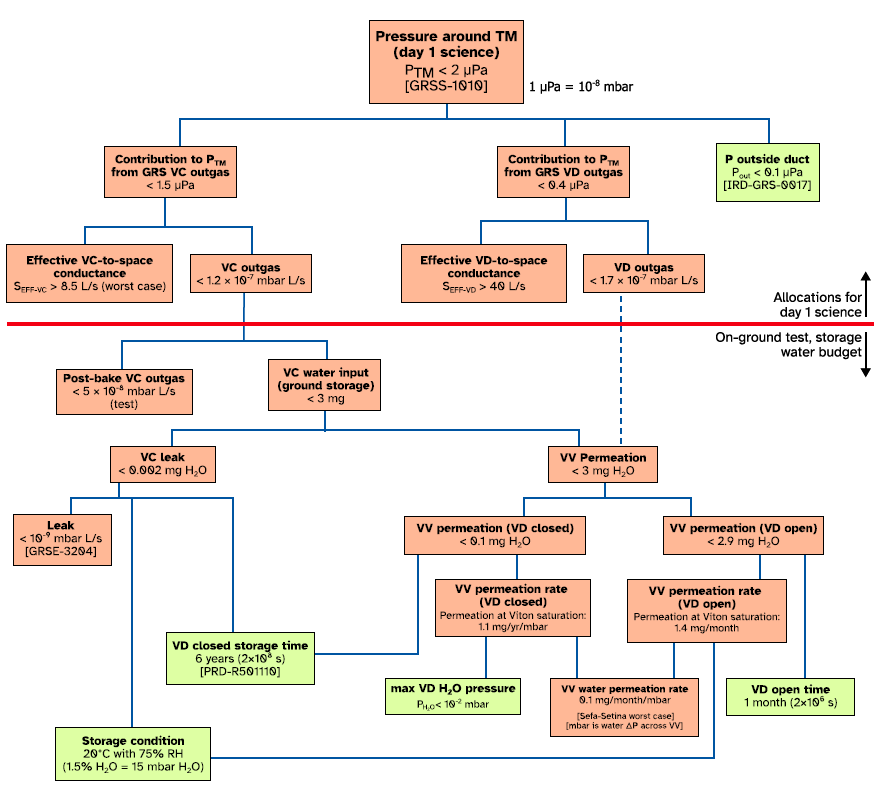 Pressure around TM
(day 1 science)
P_TM < 2 µPa
[GRSS-1010]
1 µPa = 10⁻⁸ mbar
Contribution to P_TM
from GRS VC outgas
< 1.5 µPa
Contribution to P_TM
from GRS VD outgas
< 0.4 µPa
P outside duct
P_out < 0.1 µPa
[IRD-GRS-0017]
Effective VC-to-space
conductance
S_EFF-VC > 8.5 L/s (worst case)
VC outgas
< 1.2 × 10⁻⁷ mbar L/s
Effective VD-to-space
conductance
S_EFF-VD > 40 L/s
VD outgas
< 1.7 × 10⁻⁷ mbar L/s
Allocations for
day 1 science
On-ground test, storage
water budget
Post-bake VC outgas
< 5 × 10⁻⁸ mbar L/s
(test)
VC water input
(ground storage)
< 3 mg
VC leak
< 0.002 mg H₂O
VV Permeation
< 3 mg H₂O
Leak
< 10⁻⁹ mbar L/s
[GRSE-3204]
VV permeation (VD closed)
< 0.1 mg H₂O
VV permeation (VD open)
< 2.9 mg H₂O
VV permeation rate
(VD closed)
Permeation at Viton saturation:
1.1 mg/yr/mbar
VV permeation rate
(VD open)
Permeation at Viton saturation:
1.4 mg/month
VD closed storage time
6 years (2×10⁸ s)
[PRD-R501110]
max VD H₂O pressure
P_H₂O < 10⁻² mbar
VV water permeation rate
0.1 mg/month/mbar
[Sefa-Setina worst case]
[mbar is water ΔP across VV]
VD open time
1 month (2×10⁶ s)
Storage condition
20°C with 75% RH
(1.5% H₂O = 15 mbar H₂O)